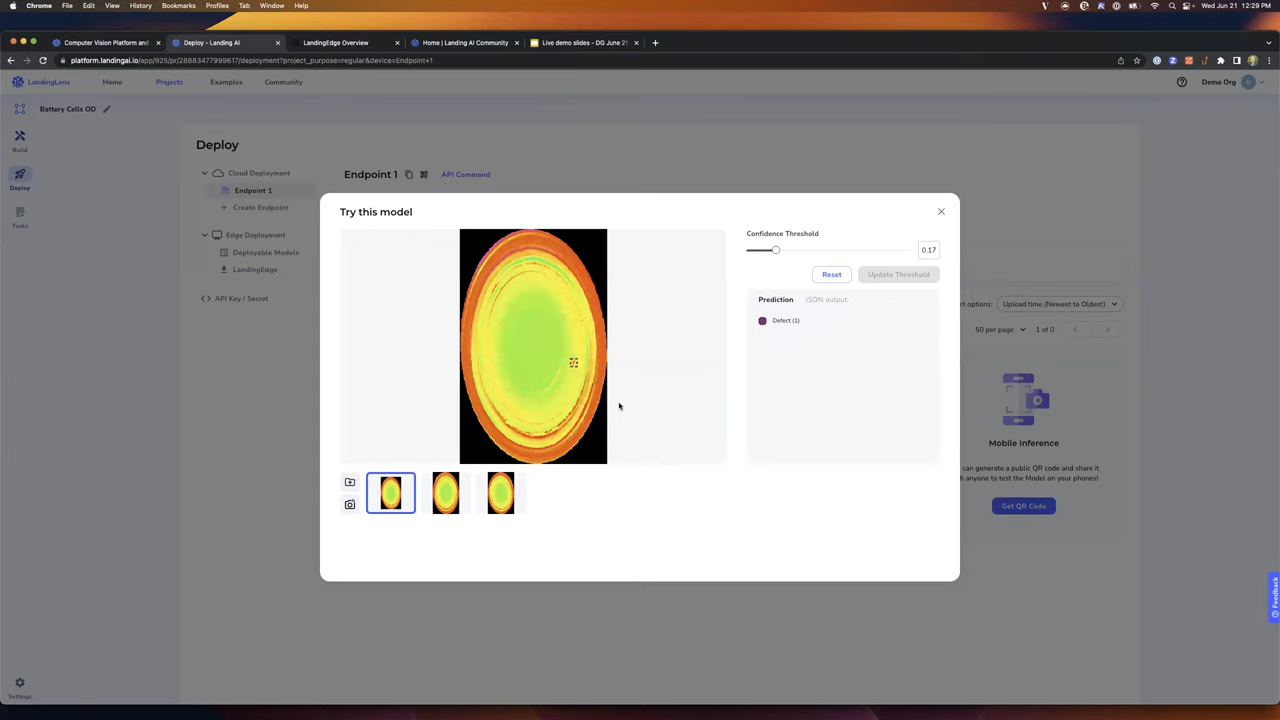 Chrome File Edit View History Bookmarks Profiles Tab Window Help
Wed Jun 21 12:29 PM
Computer Vision Platform and
Deploy - Landing AI
LandingEdge Overview
Home | Landing AI Community
Live demo slides - DG June 21
platform.landingai.io/app/925/pr/28883477999617/deployment?project_purpose=regular&device=Endpoint+1
LandingLens
Home
Projects
Examples
Community
Demo Org
D
Battery Cells OD
Build
Deploy
Tasks
Settings
Deploy
Cloud Deployment
Endpoint 1
Create Endpoint
Edge Deployment
Deployable Models
LandingEdge
API Key / Secret
Endpoint 1
API Command
Try this model
Confidence Threshold
0.17
Reset
Update Threshold
Prediction
JSON output
Defect (1)
rt options:
Upload time (Newest to Oldest)
50 per page
1 of 0
Mobile Inference
can generate a public QR code and share it
th anyone to test the Model on your phones!
Get QR Code
Feedback